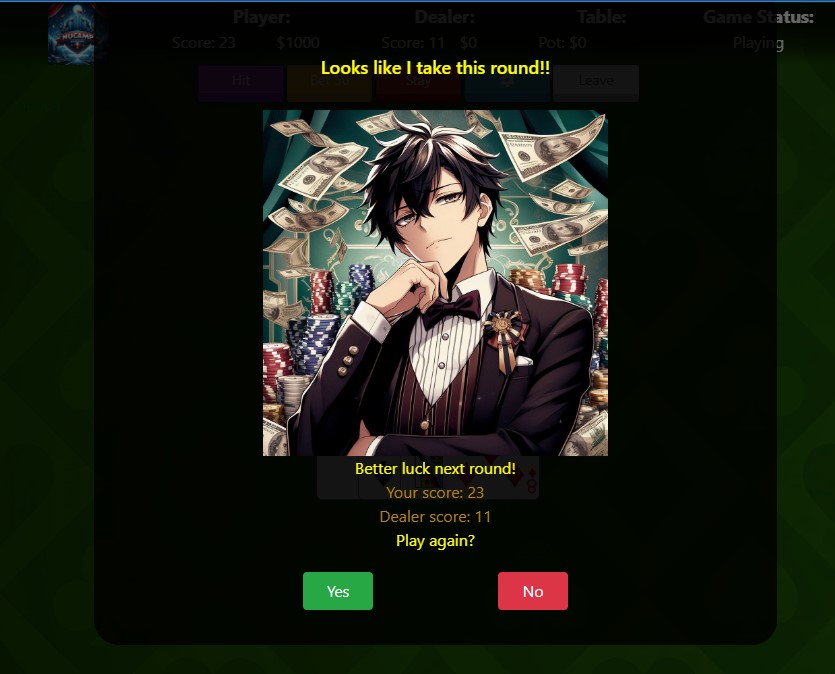 Player: Dealer: Table: Game Status:
Score: 23 $1000 Score: 11 $0 Pot: $0 Playing
Looks like I take this round!!
Hit Stay Leave
Better luck next round!
Your score: 23
Dealer score: 11
Play again?
Yes No